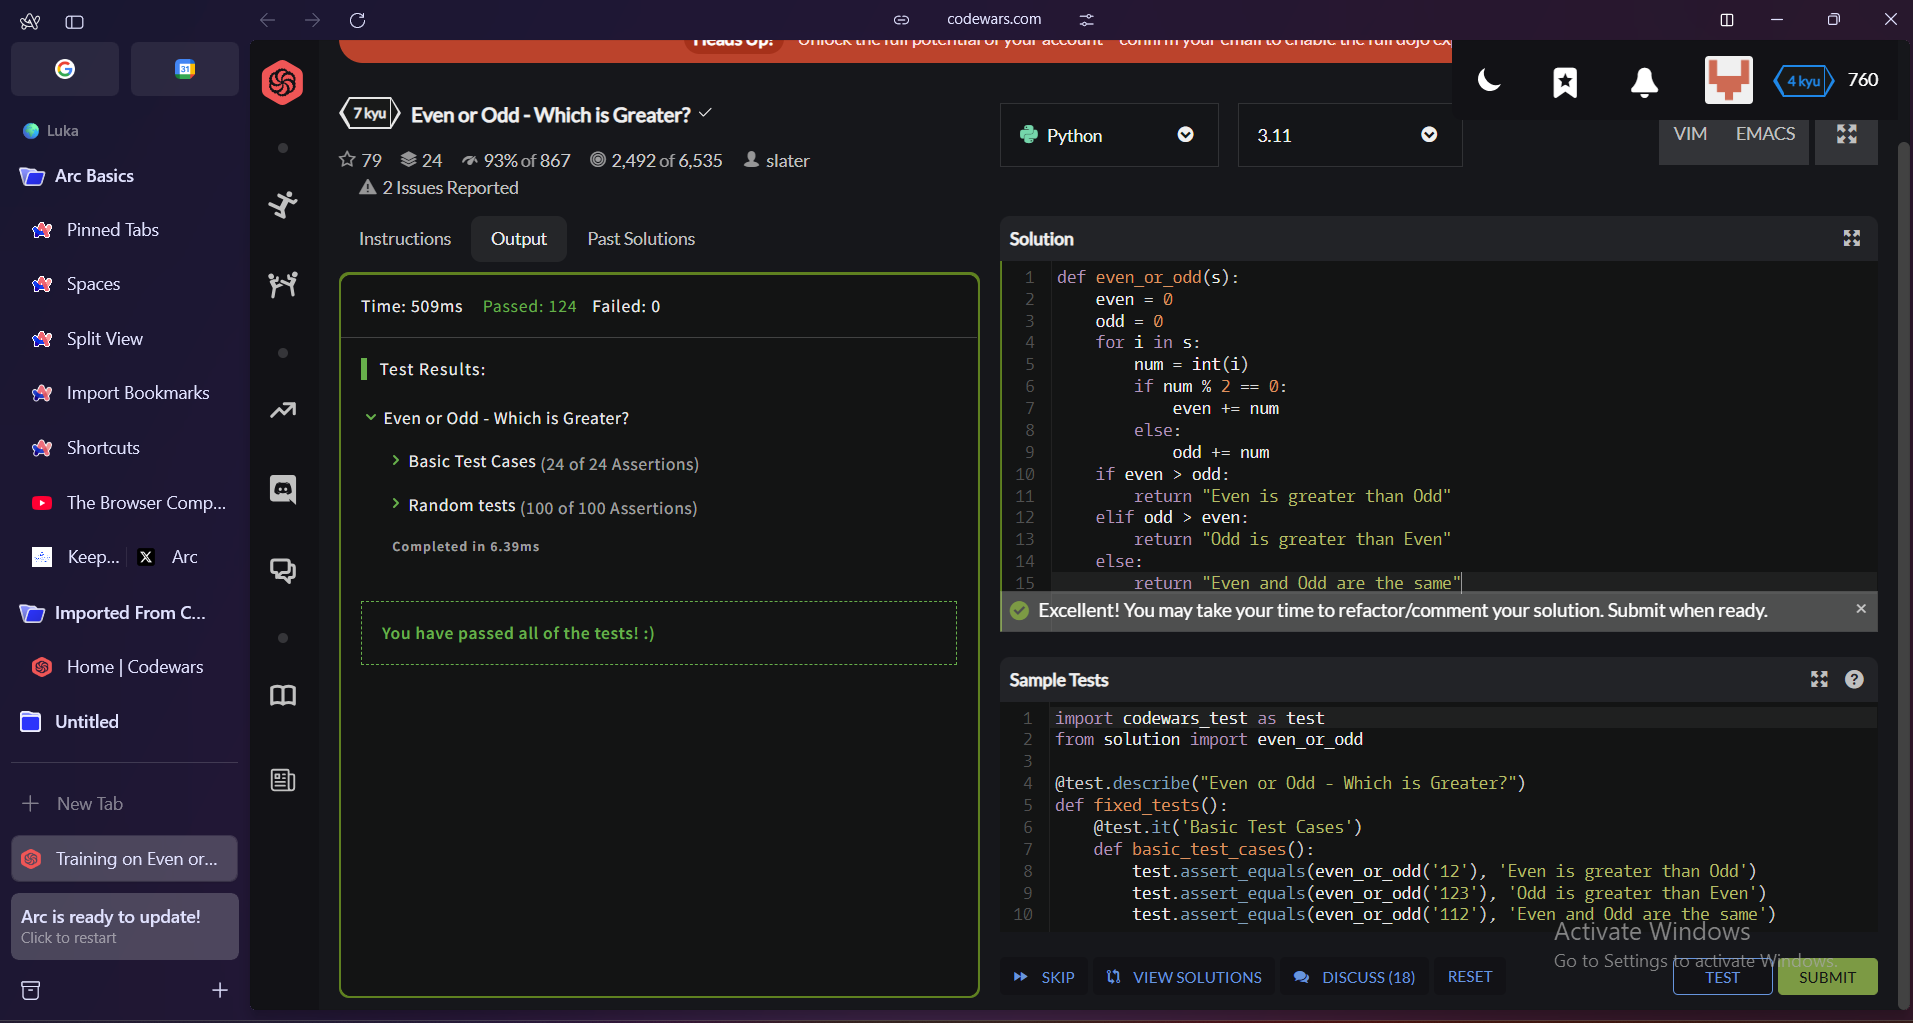 codewars.com
Heads Up! Unlock the full potential of your account - confirm your email to enable the full dojo ex
Luka
Arc Basics
Pinned Tabs
Spaces
Split View
Import Bookmarks
Shortcuts
The Browser Comp...
Keep... X Arc
Imported From C...
Home | Codewars
Untitled
New Tab
Training on Even or...
Arc is ready to update!
Click to restart
4 kyu 760
7 kyu Even or Odd - Which is Greater?
79 24 93% of 867 2,492 of 6,535 slater
2 Issues Reported
Python
3.11
VIM EMACS
Instructions Output Past Solutions
Time: 509ms Passed: 124 Failed: 0
Test Results:
Even or Odd - Which is Greater?
Basic Test Cases (24 of 24 Assertions)
Random tests (100 of 100 Assertions)
Completed in 6.39ms
You have passed all of the tests! :)
Solution
1 def even_or_odd(s):
2 even = 0
3 odd = 0
4 for i in s:
5 num = int(i)
6 if num % 2 == 0:
7 even += num
8 else:
9 odd += num
10 if even > odd:
11 return "Even is greater than Odd"
12 elif odd > even:
13 return "Odd is greater than Even"
14 else:
15 return "Even and Odd are the same"
Excellent! You may take your time to refactor/comment your solution. Submit when ready.
Sample Tests
1 import codewars_test as test
2 from solution import even_or_odd
3
4 @test.describe("Even or Odd - Which is Greater?")
5 def fixed_tests():
6 @test.it('Basic Test Cases')
7 def basic_test_cases():
8 test.assert_equals(even_or_odd('12'), 'Even is greater than Odd')
9 test.assert_equals(even_or_odd('123'), 'Odd is greater than Even')
10 test.assert_equals(even_or_odd('112'), 'Even and Odd are the same')
Activate Windows
Go to Settings to activate Windows.
SKIP VIEW SOLUTIONS DISCUSS (18) RESET TEST SUBMIT